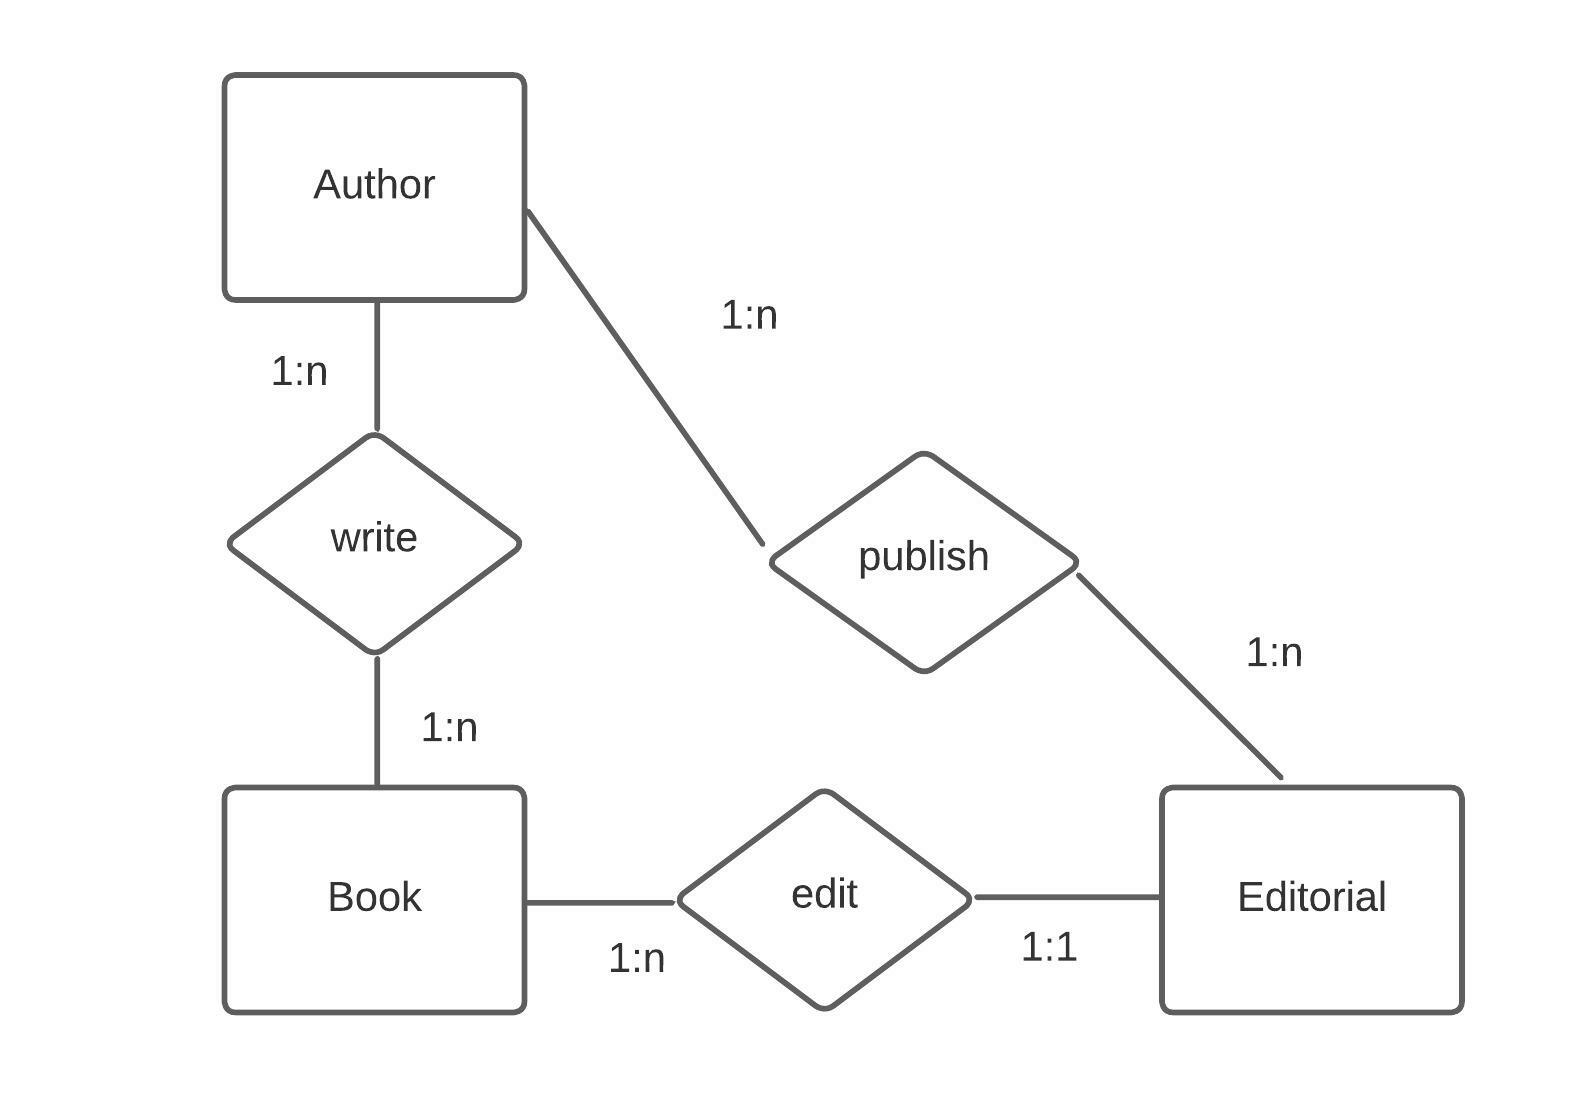 Author
1:n
1:n
write
publish
1:n
1:n
Book
edit
Editorial
1:n
1:1